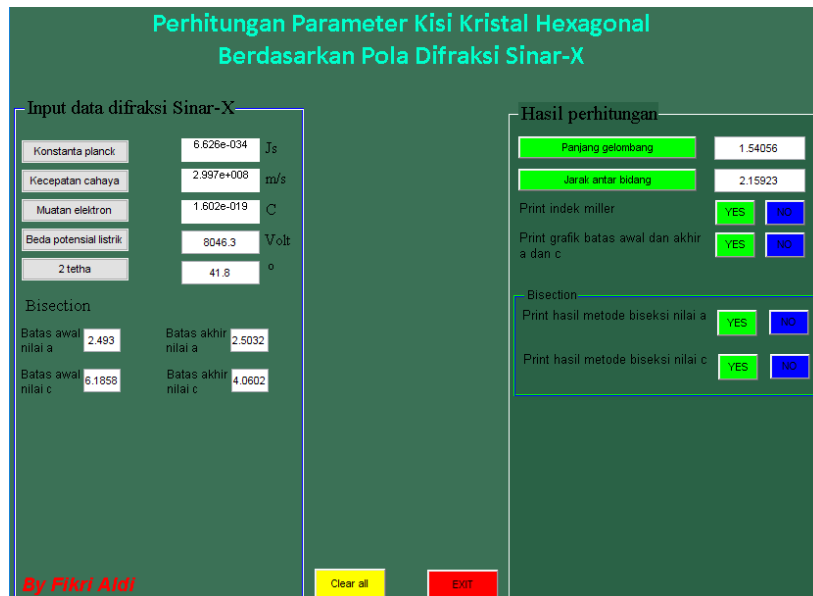 Perhitungan Parameter Kisi Kristal Hexagonal
Berdasarkan Pola Difraksi Sinar-X
Input data difraksi Sinar-X
Konstanta planck 6.626e-034 Js
Kecepatan cahaya 2.997e+008 m/s
Muatan elektron 1.602e-019 C
Beda potensial listrik 8046.3 Volt
2 tetha 41.8 °
Bisection
Batas awal nilai a 2.493
Batas akhir nilai a 2.5032
Batas awal nilai c 6.1858
Batas akhir nilai c 4.0602
By Fikri Aldi
Hasil perhitungan
Panjang gelombang 1.54056
Jarak antar bidang 2.15923
Print indek miller YES NO
Print grafik batas awal dan akhir
a dan c YES NO
Bisection
Print hasil metode biseksi nilai a YES NO
Print hasil metode biseksi nilai c YES NO
Clear all
EXIT